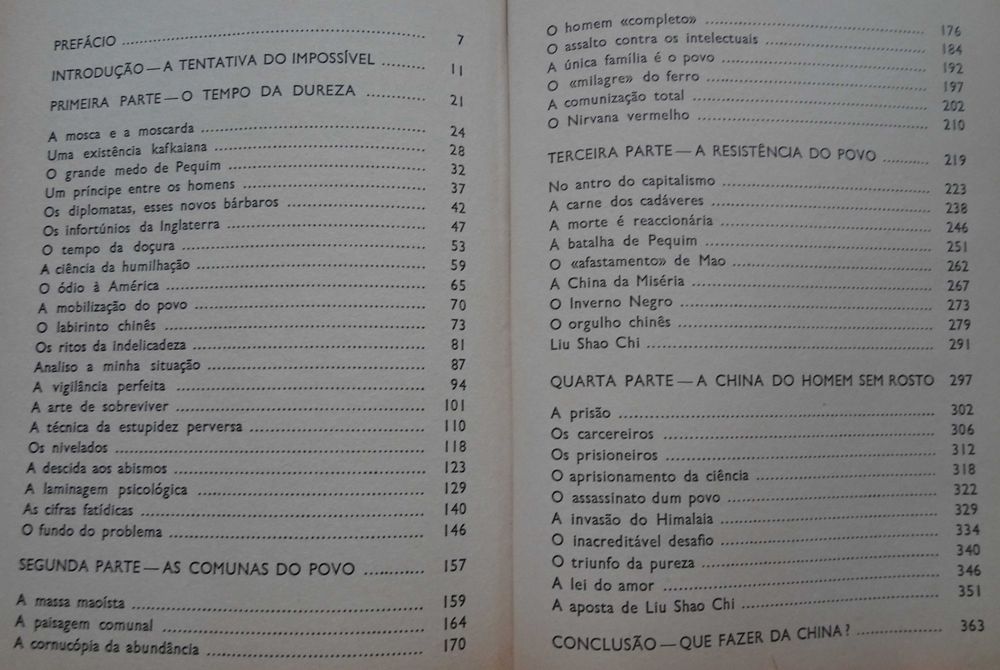 PREFÁCIO ........ 7
INTRODUÇÃO — A TENTATIVA DO IMPOSSÍVEL ........ 11
PRIMEIRA PARTE — O TEMPO DA DUREZA ........ 21
A mosca e a moscarda ........ 24
Uma existência kafkaiana ........ 28
O grande medo de Pequim ........ 32
Um príncipe entre os homens ........ 37
Os diplomatas, esses novos bárbaros ........ 42
Os infortúnios da Inglaterra ........ 47
O tempo da doçura ........ 53
A ciência da humilhação ........ 59
O ódio à América ........ 65
A mobilização do povo ........ 70
O labirinto chinês ........ 73
Os ritos da indelicadeza ........ 81
Analiso a minha situação ........ 87
A vigilância perfeita ........ 94
A arte de sobreviver ........ 101
A técnica da estupidez perversa ........ 110
Os nivelados ........ 118
A descida aos abismos ........ 123
A laminagem psicológica ........ 129
As cifras fatídicas ........ 140
O fundo do problema ........ 146
SEGUNDA PARTE — AS COMUNAS DO POVO ........ 157
A massa maoísta ........ 159
A paisagem comunal ........ 164
A cornucópia da abundância ........ 170
O homem «completo» ........ 176
O assalto contra os intelectuais ........ 184
A única família é o povo ........ 192
O «milagre» do ferro ........ 197
A comunização total ........ 202
O Nirvana vermelho ........ 210
TERCEIRA PARTE — A RESISTÊNCIA DO POVO ........ 219
No antro do capitalismo ........ 223
A carne dos cadáveres ........ 238
A morte é reaccionária ........ 246
A batalha de Pequim ........ 251
O «afastamento» de Mao ........ 262
A China da Miséria ........ 267
O Inverno Negro ........ 273
O orgulho chinês ........ 279
Liu Shao Chi ........ 291
QUARTA PARTE — A CHINA DO HOMEM SEM ROSTO 297
A prisão ........ 302
Os carcereiros ........ 306
Os prisioneiros ........ 312
O aprisionamento da ciência ........ 318
O assassinato dum povo ........ 322
A invasão do Himalaia ........ 329
O inacreditável desafio ........ 334
O triunfo da pureza ........ 340
A lei do amor ........ 346
A aposta de Liu Shao Chi ........ 351
CONCLUSÃO — QUE FAZER DA CHINA? ........ 363